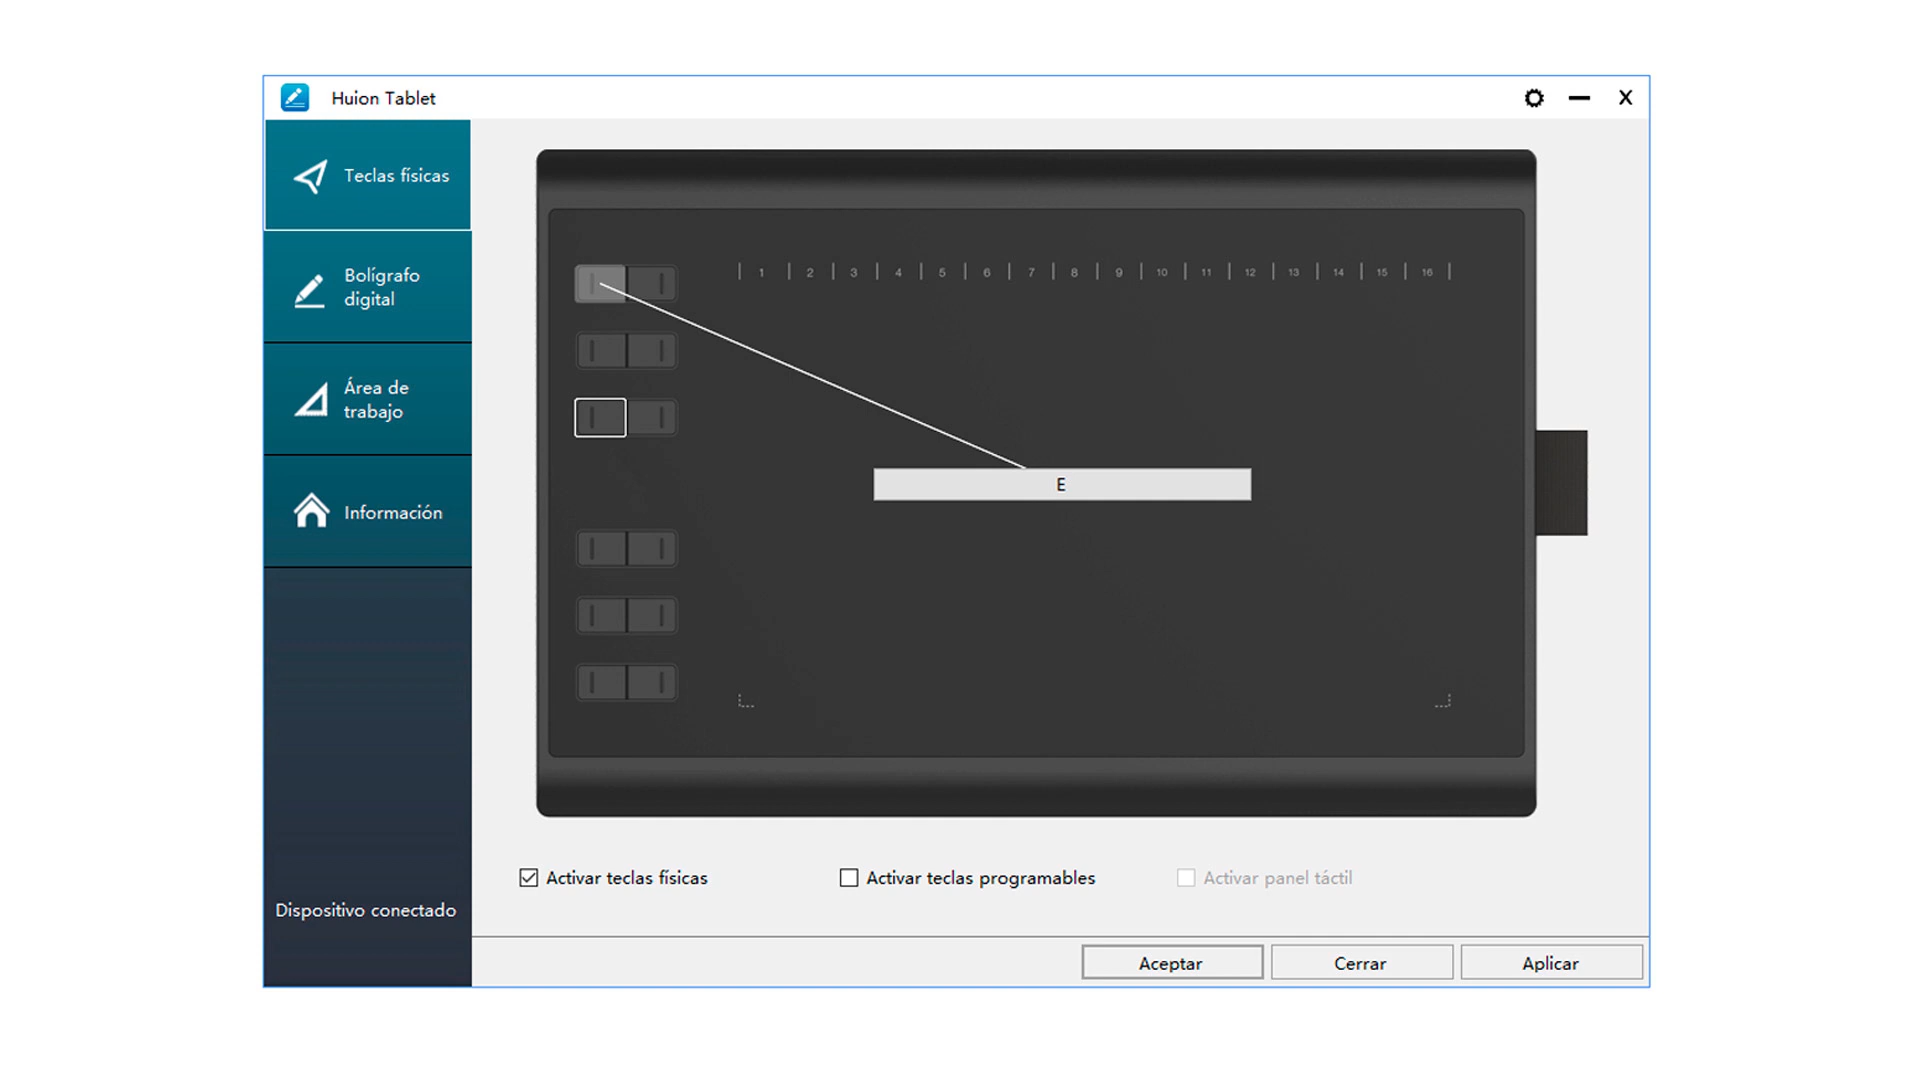 Huion Tablet
X
Teclas físicas
Bolígrafo
digital
Área de
trabajo
Información
Dispositivo conectado
1 2 3 4 5 6 7 8 9 10 11 12 13 14 15 16
E
Activar teclas físicas
Activar teclas programables
Activar panel táctil
Aceptar
Cerrar
Aplicar